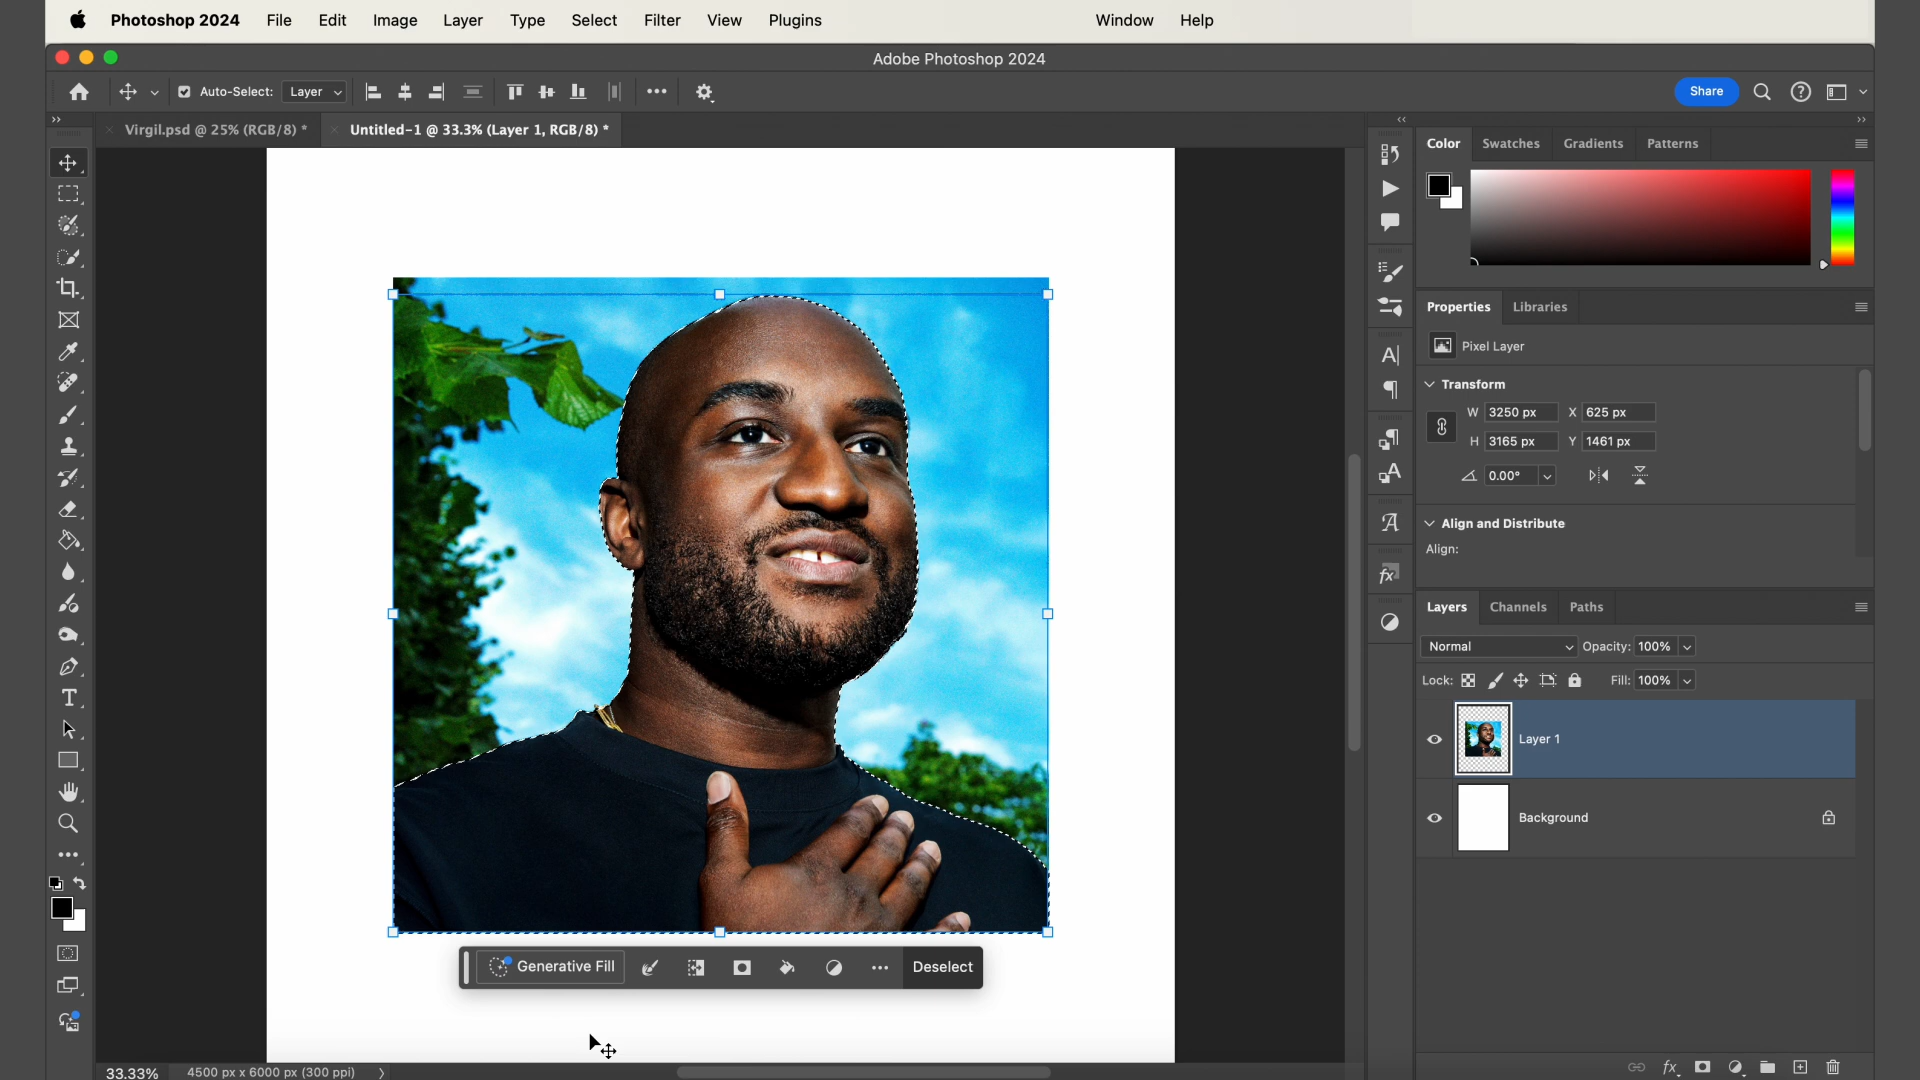 Photoshop 2024 File Edit Image Layer Type Select Filter View Plugins Window Help
Adobe Photoshop 2024
Auto-Select: Layer Share
Virgil.psd @ 25% (RGB/8) * Untitled-1 @ 33.3% (Layer 1, RGB/8) *
Color Swatches Gradients Patterns
Properties Libraries
Pixel Layer
Transform
W 3250 px X 625 px
H 3165 px Y 1461 px
0.00°
Align and Distribute
Align:
Layers Channels Paths
Normal Opacity: 100%
Lock: Fill: 100%
Layer 1
Background
Generative Fill Deselect
33.33% 4500 px x 6000 px (300 ppi)